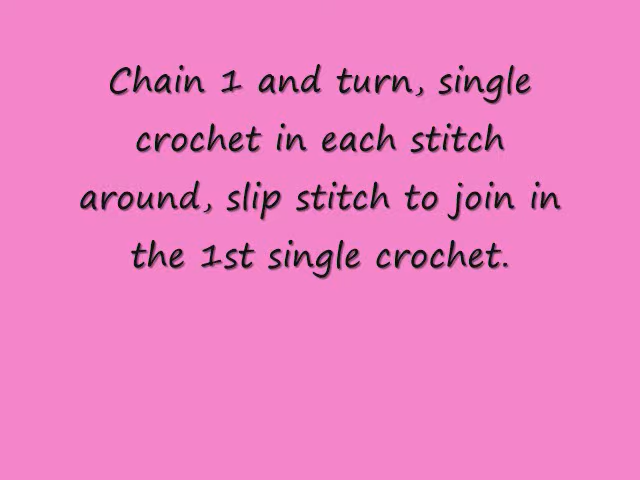 Chain 1 and turn, single
crochet in each stitch
around, slip stitch to join in
the 1st single crochet.